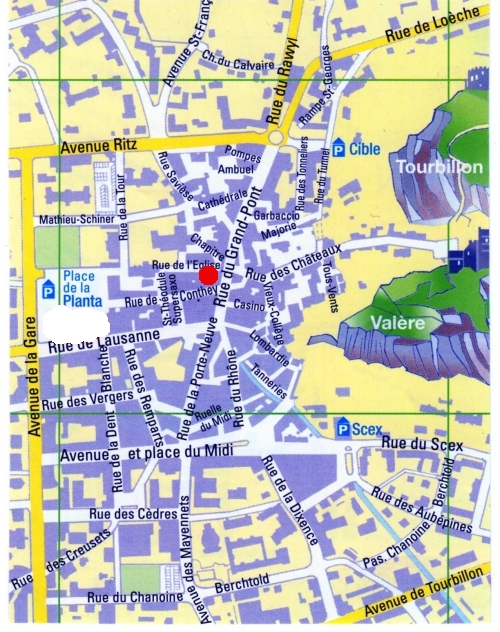 Avenue St-Franç
Ch.du Calvaire
Rue du Rawyl
Rampe St-Georges
Rue de Loèche
Avenue Ritz
P Cible
Tourbillon
Rue Savièse
Pompes
Ambuel
Rue des Tonneliers
Rue du Tunnel
Rue de la Tour
Cathédrale
Mathieu-Schiner
Garbaccio
Majorie
Rue du Grand-Pont
Chapitre
Rue de l'Eglise
Rue des Châteaux
Tous-Vents
P
Place
de la
Planta
St-Théodule
Supersaxo
Rue de Conthey
Casino
Vieux-Collège
Valère
Rue de Lausanne
Avenue de la Gare
Blanche
Rue de la Dent
Rue des Remparts
Rue de la Porte-Neuve
Rue du Rhône
Lombardie
Tanneries
Rue des Vergers
Ruelle
du Midi
P Scex
Rue du Scex
Avenue et place du Midi
Rue de la Dixence
Berchtold
Rue des Aubépines
Rue des Cèdres
Avenue des Mayennets
Pas. Chanoine
Rue des Creusets
Rue du Chanoine Berchtold
Avenue de Tourbillon